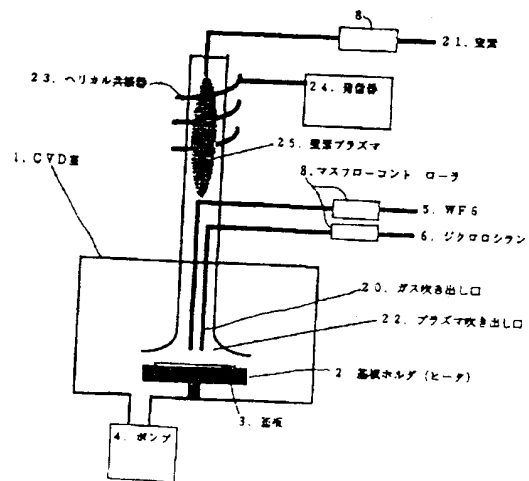 8
21. 窒素
23. ヘリカル共振器
24. 発信器
25. 窒素プラズマ
1. CVD室
8. マスフローコント ローラ
5. WF6
6. ジクロロシラン
20. ガス吹き出し口
22. プラズマ吹き出し口
2 基板ホルダ (ヒータ)
3. 基板
4. ポンプ